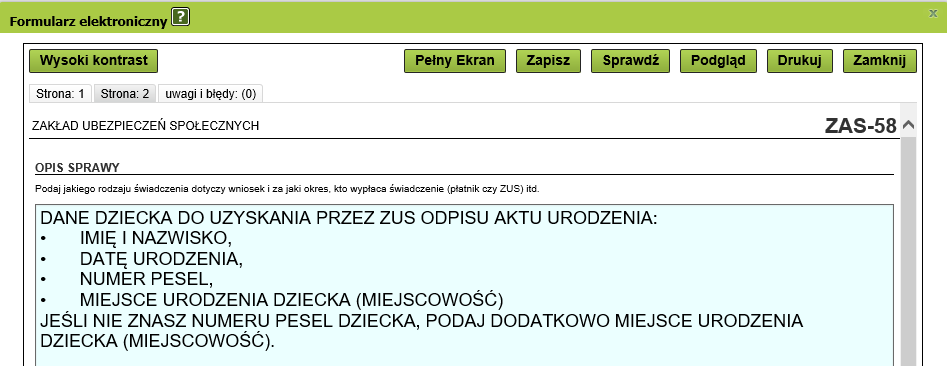 Formularz elektroniczny ?
x
Wysoki kontrast Pełny Ekran Zapisz Sprawdź Podgląd Drukuj Zamknij
Strona: 1 Strona: 2 uwagi i błędy: (0)
ZAKŁAD UBEZPIECZEŃ SPOŁECZNYCH ZAS-58
OPIS SPRAWY
Podaj jakiego rodzaju świadczenia dotyczy wniosek i za jaki okres, kto wypłaca świadczenie (płatnik czy ZUS) itd.
DANE DZIECKA DO UZYSKANIA PRZEZ ZUS ODPISU AKTU URODZENIA:
• IMIĘ I NAZWISKO,
• DATĘ URODZENIA,
• NUMER PESEL,
• MIEJSCE URODZENIA DZIECKA (MIEJSCOWOŚĆ)
JEŚLI NIE ZNASZ NUMERU PESEL DZIECKA, PODAJ DODATKOWO MIEJSCE URODZENIA
DZIECKA (MIEJSCOWOŚĆ).